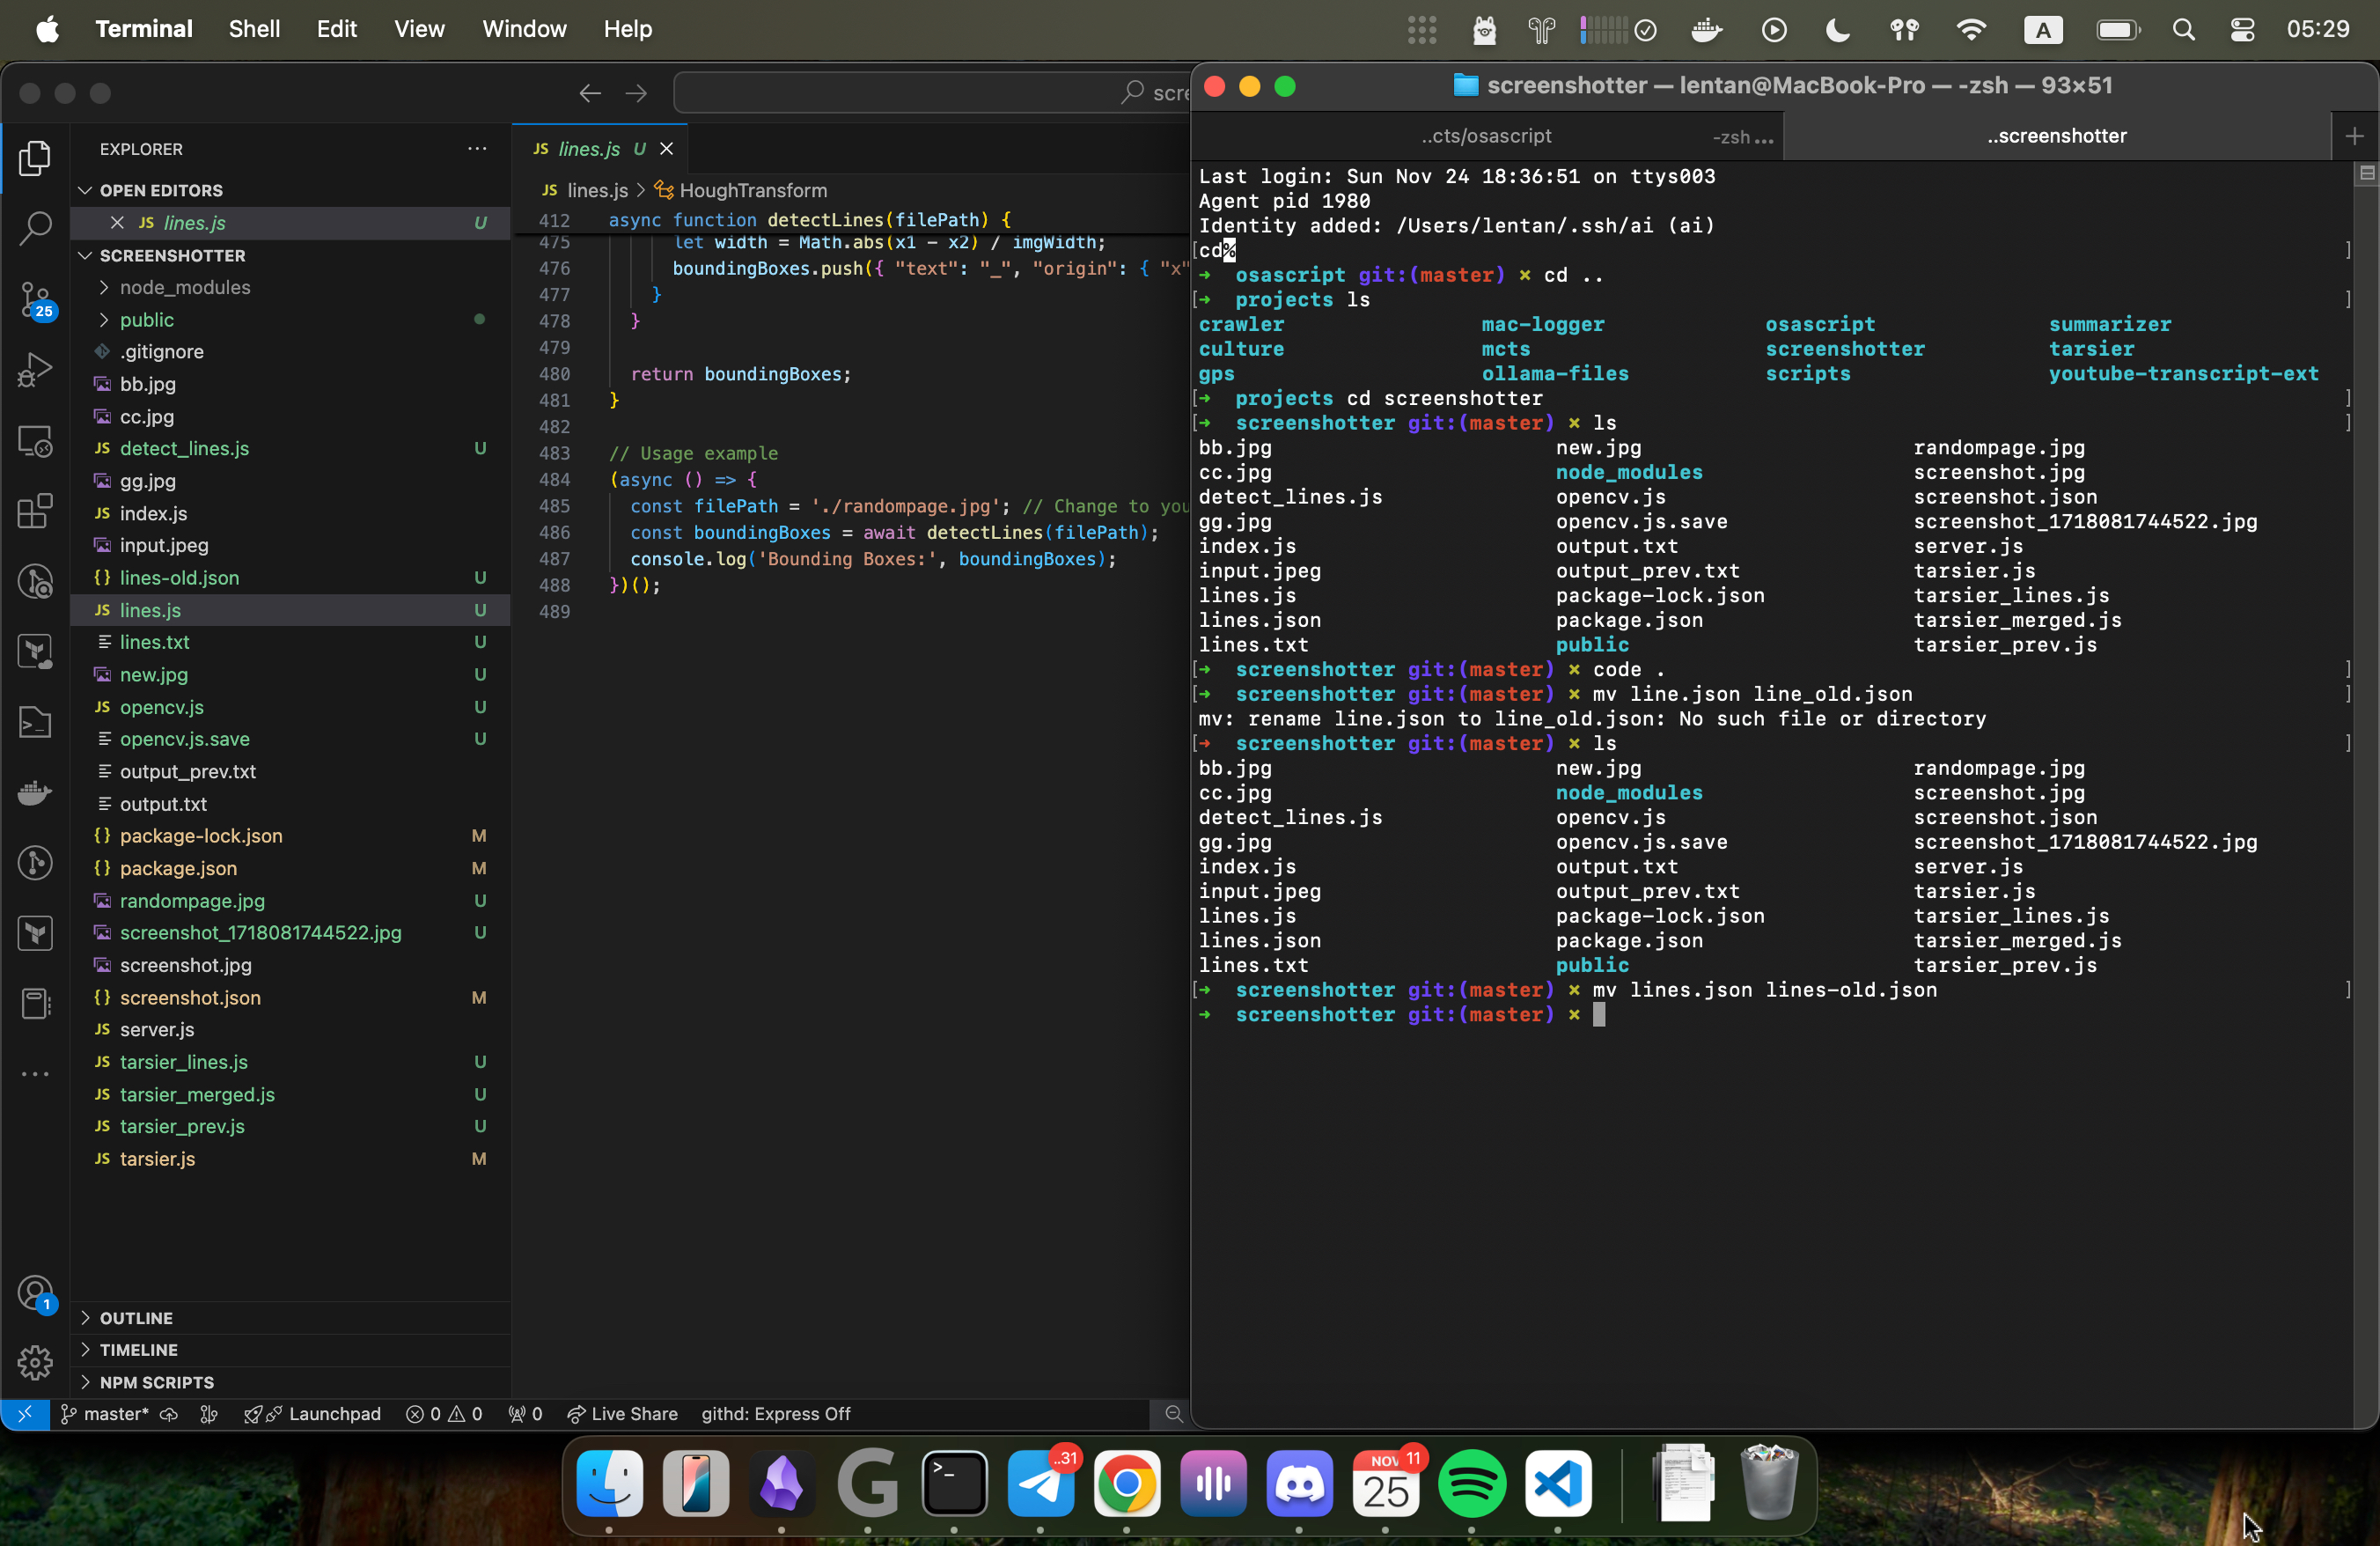 Terminal Shell Edit View Window Help
A 05:29
scre
EXPLORER
OPEN EDITORS
JS lines.js U
SCREENSHOTTER
node_modules
public
.gitignore
bb.jpg
cc.jpg
JS detect_lines.js U
gg.jpg
JS index.js
input.jpeg
{} lines-old.json U
JS lines.js U
lines.txt U
new.jpg U
JS opencv.js U
opencv.js.save U
output_prev.txt
output.txt
{} package-lock.json M
{} package.json M
randompage.jpg U
screenshot_1718081744522.jpg U
screenshot.jpg
{} screenshot.json M
JS server.js
JS tarsier_lines.js U
JS tarsier_merged.js U
JS tarsier_prev.js U
JS tarsier.js M
OUTLINE
TIMELINE
NPM SCRIPTS
25
1
JS lines.js U
JS lines.js > HoughTransform
412 async function detectLines(filePath) {
475 let width = Math.abs(x1 - x2) / imgWidth;
476 boundingBoxes.push({ "text": "_", "origin": { "x"
477 }
478 }
479
480 return boundingBoxes;
481 }
482
483 // Usage example
484 (async () => {
485 const filePath = './randompage.jpg'; // Change to you
486 const boundingBoxes = await detectLines(filePath);
487 console.log('Bounding Boxes:', boundingBoxes);
488 })();
489
master* Launchpad 0 0 0 Live Share githd: Express Off
screenshotter — lentan@MacBook-Pro — -zsh — 93×51
..cts/osascript -zsh ... ..screenshotter
Last login: Sun Nov 24 18:36:51 on ttys003
Agent pid 1980
Identity added: /Users/lentan/.ssh/ai (ai)
[cd% ]
→ osascript git:(master) × cd ..
[→ projects ls ]
crawler mac-logger osascript summarizer
culture mcts screenshotter tarsier
gps ollama-files scripts youtube-transcript-ext
[→ projects cd screenshotter ]
[→ screenshotter git:(master) × ls ]
bb.jpg new.jpg randompage.jpg
cc.jpg node_modules screenshot.jpg
detect_lines.js opencv.js screenshot.json
gg.jpg opencv.js.save screenshot_1718081744522.jpg
index.js output.txt server.js
input.jpeg output_prev.txt tarsier.js
lines.js package-lock.json tarsier_lines.js
lines.json package.json tarsier_merged.js
lines.txt public tarsier_prev.js
[→ screenshotter git:(master) × code . ]
[→ screenshotter git:(master) × mv line.json line_old.json ]
mv: rename line.json to line_old.json: No such file or directory
[→ screenshotter git:(master) × ls ]
bb.jpg new.jpg randompage.jpg
cc.jpg node_modules screenshot.jpg
detect_lines.js opencv.js screenshot.json
gg.jpg opencv.js.save screenshot_1718081744522.jpg
index.js output.txt server.js
input.jpeg output_prev.txt tarsier.js
lines.js package-lock.json tarsier_lines.js
lines.json package.json tarsier_merged.js
lines.txt public tarsier_prev.js
[→ screenshotter git:(master) × mv lines.json lines-old.json ]
→ screenshotter git:(master) ×
G >_ ..31 NOV 25 11